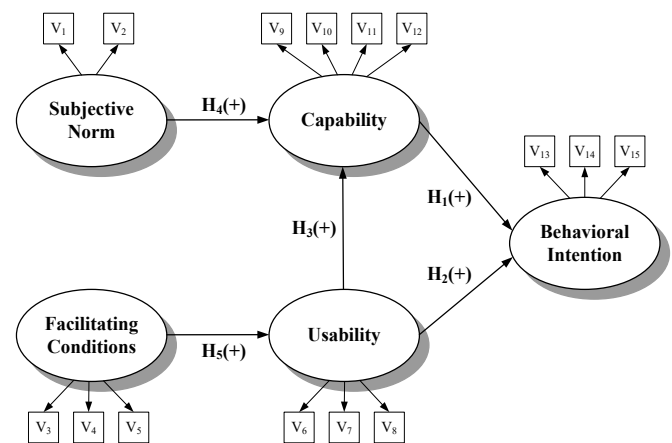 V₁
V₂
V₉
V₁₀
V₁₁
V₁₂
Subjective
Norm
H₄(+)
Capability
V₁₃
V₁₄
V₁₅
H₁(+)
H₃(+)
Behavioral
Intention
H₂(+)
Facilitating
Conditions
H₅(+)
Usability
V₃
V₄
V₅
V₆
V₇
V₈